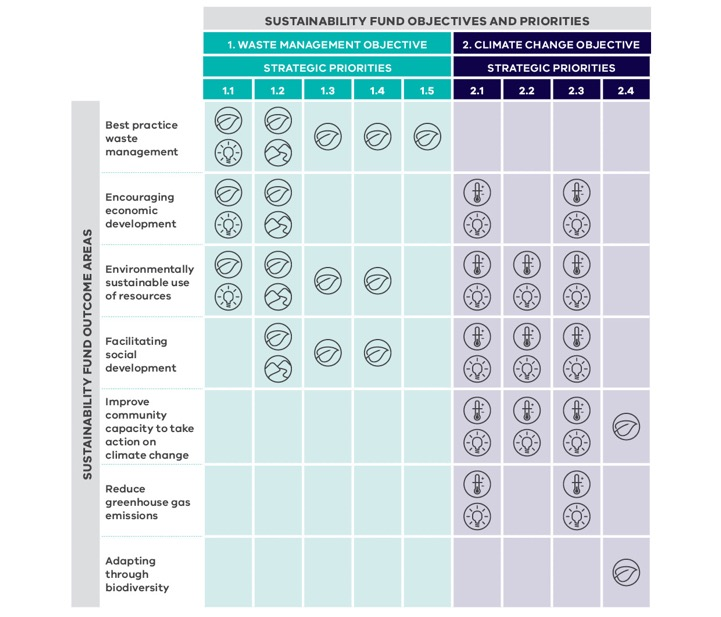 SUSTAINABILITY FUND OBJECTIVES AND PRIORITIES
1. WASTE MANAGEMENT OBJECTIVE
2. CLIMATE CHANGE OBJECTIVE
STRATEGIC PRIORITIES
STRATEGIC PRIORITIES
1.1
1.2
1.3
1.4
1.5
2.1
2.2
2.3
2.4
SUSTAINABILITY FUND OUTCOME AREAS
Best practice
waste
management
Encouraging
economic
development
Environmentally
sustainable use
of resources
Facilitating
social
development
Improve
community
capacity to take
action on
climate change
Reduce
greenhouse gas
emissions
Adapting
through
biodiversity